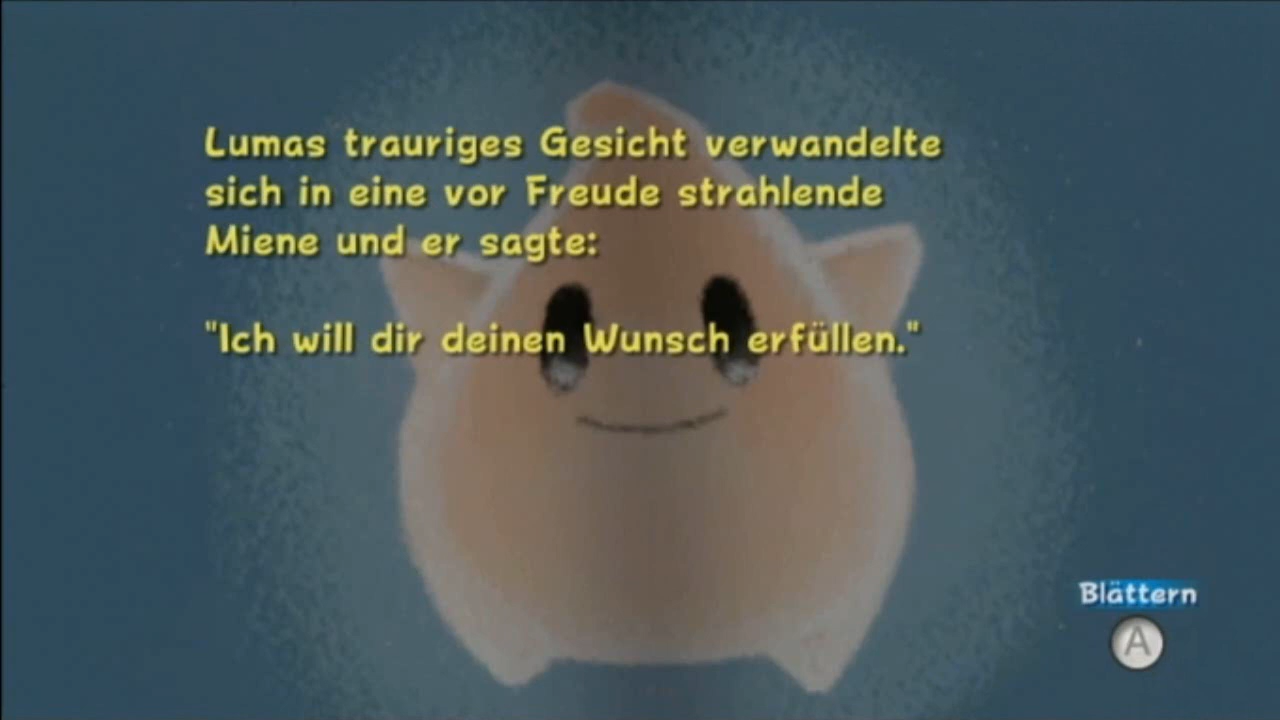 Lumas trauriges Gesicht verwandelte
sich in eine vor Freude strahlende
Miene und er sagte:
"Ich will dir deinen Wunsch erfüllen."
Blättern
A